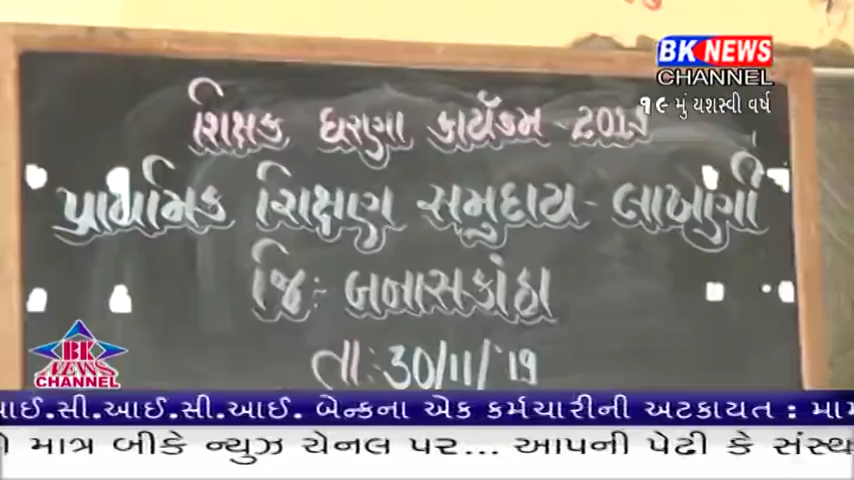 BK NEWS
CHANNEL
૧૯ મું યશસ્વી વર્ષ
શિક્ષક ધરણા કાર્યક્રમ - ૨૦૧૯
પ્રાથમિક શિક્ષણ સમુદાય - લાખણી
જિ:- બનાસકાંઠા
તા: 30/11/'19
BK
NEWS
CHANNEL
આઈ.સી.આઈ.સી.આઈ. બેન્કના એક કર્મચારીની અટકાયત :
માત્ર બીકે ન્યુઝ ચેનલ પર... આપની પેઢી કે